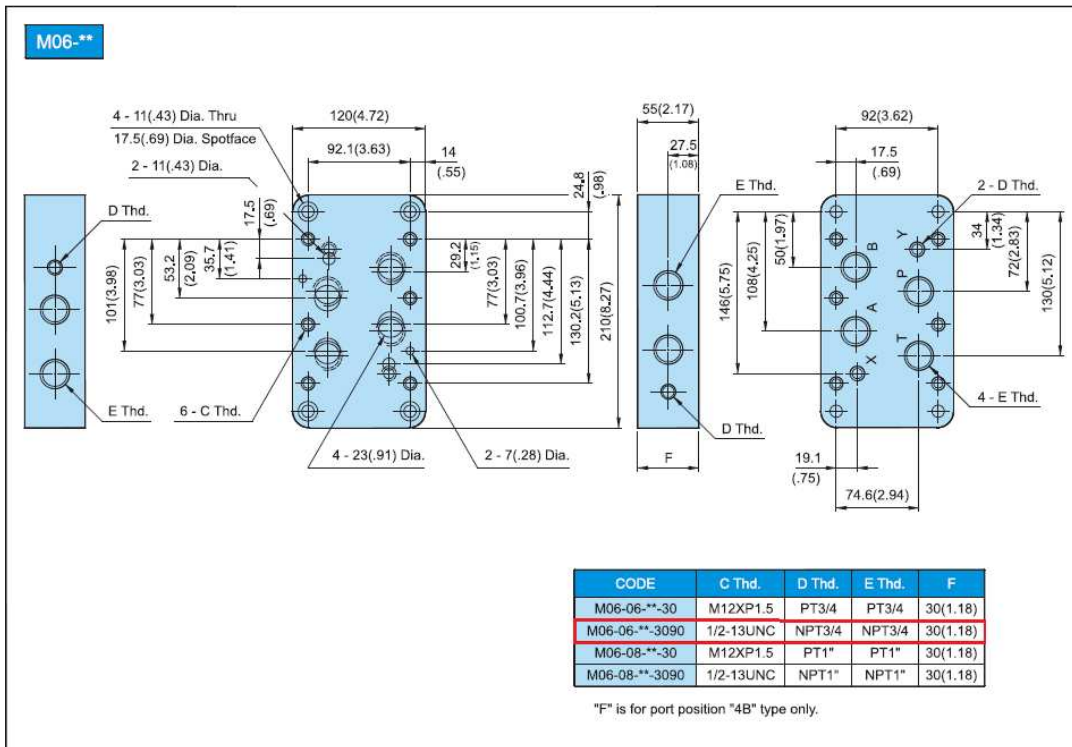 M06-**
4 - 11(.43) Dia. Thru
17.5(.69) Dia. Spotface
2 - 11(.43) Dia.
D Thd.
E Thd.
6 - C Thd.
120(4.72)
92.1(3.63)
14
(.55)
17.5
(.69)
35.7
(1.41)
53.2
(2.09)
77(3.03)
101(3.98)
24.8
(.98)
29.2
(1.15)
77(3.03)
100.7(3.96)
112.7(4.44)
130.2(5.13)
210(8.27)
4 - 23(.91) Dia.
2 - 7(.28) Dia.
55(2.17)
27.5
(1.08)
E Thd.
D Thd.
F
92(3.62)
17.5
(.69)
2 - D Thd.
B
Y
P
A
T
X
50(1.97)
108(4.25)
146(5.75)
34
(1.34)
72(2.83)
130(5.12)
4 - E Thd.
19.1
(.75)
74.6(2.94)
CODE C Thd. D Thd. E Thd. F
M06-06-**-30 M12XP1.5 PT3/4 PT3/4 30(1.18)
M06-06-**-3090 1/2-13UNC NPT3/4 NPT3/4 30(1.18)
M06-08-**-30 M12XP1.5 PT1" PT1" 30(1.18)
M06-08-**-3090 1/2-13UNC NPT1" NPT1" 30(1.18)
"F" is for port position "4B" type only.